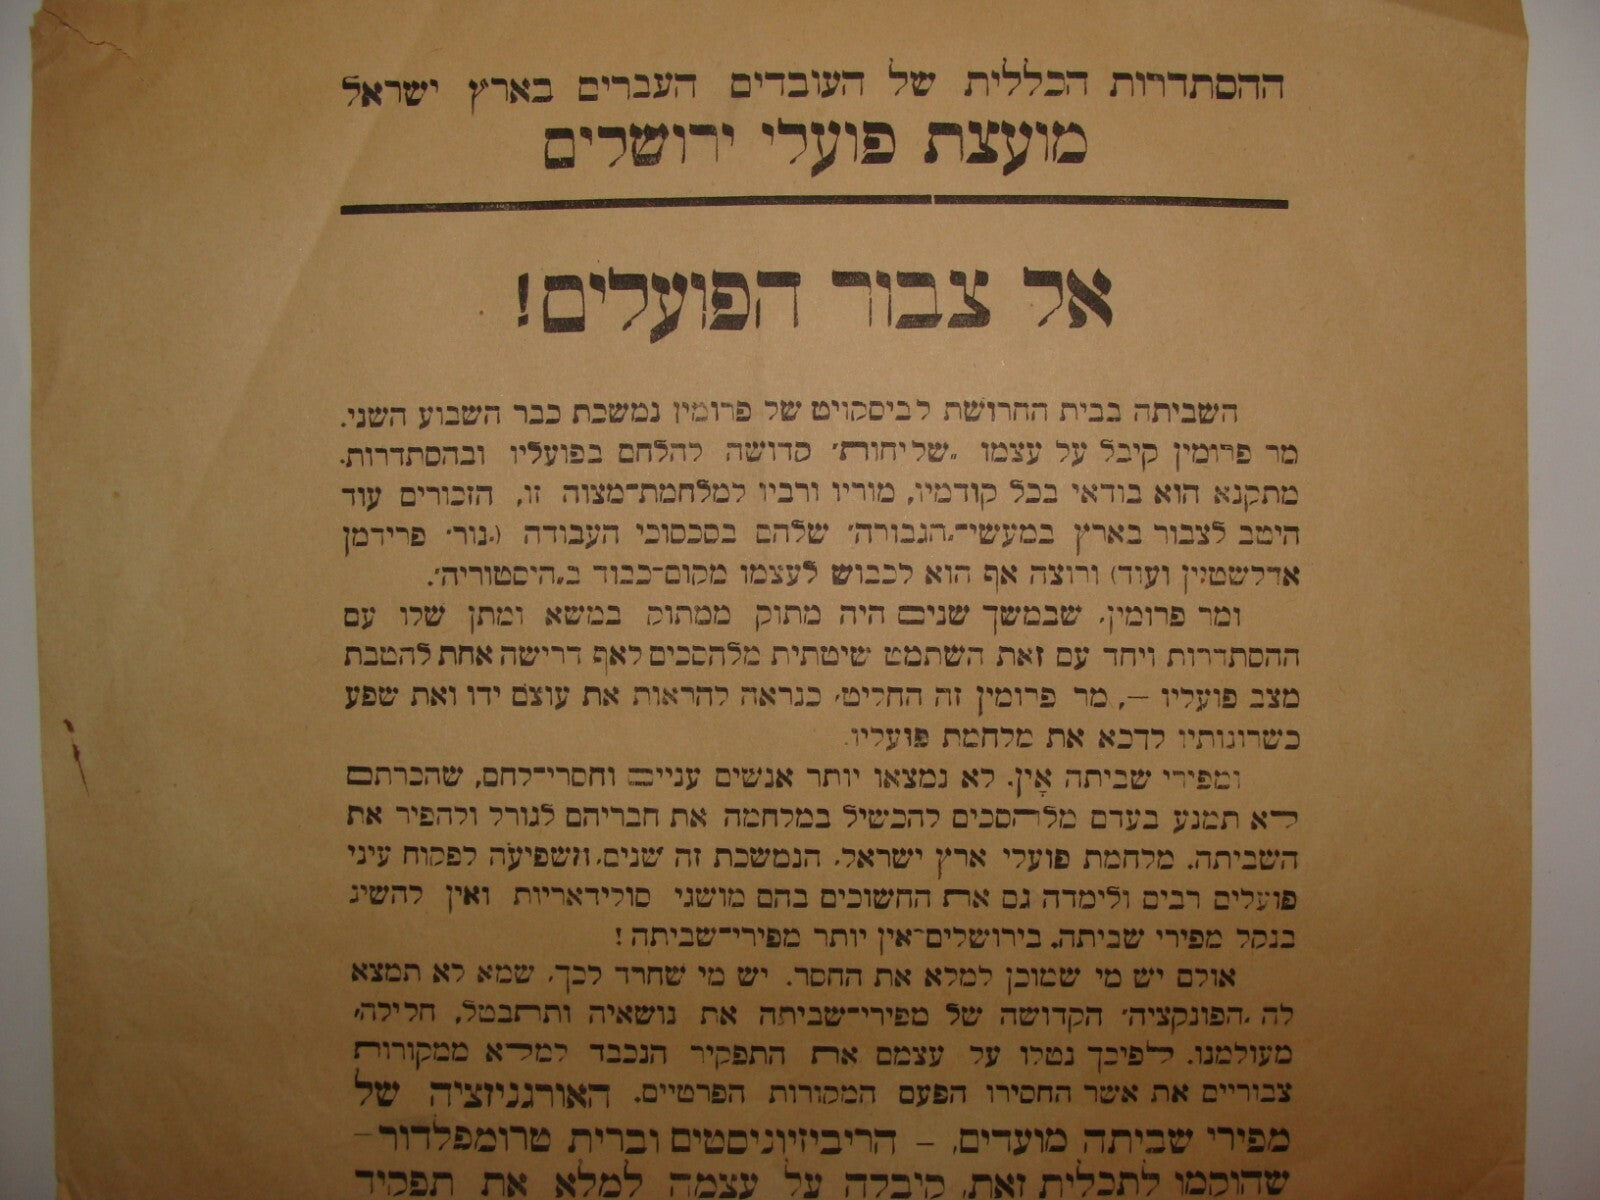 ההסתדרות הכללית של העובדים העברים בארץ ישראל
מועצת פועלי ירושלים
אל צבור הפועלים!
השביתה בבית החרושת לביסקויט של פרומין נמשכת כבר השבוע השני.
מר פרומין קיבל על עצמו „שליחות" קדושה להלחם בפועליו ובהסתדרות.
מתקנא הוא בודאי בכל קודמיו, מוריו ורביו למלחמת־מצוה זו, הזכורים עוד
היטב לצבור בארץ במעשי־„הגבורה" שלהם בסכסוכי העבודה („נור" פרידמן
אדלשטיין ועוד) ורוצה אף הוא לכבוש לעצמו מקום־כבוד ב„היסטוריה".
ומר פרומין, שבמשך שנים היה מתוק ממתוק במשא ומתן שלו עם
ההסתדרות ויחד עם זאת השתמט שיטתית מלהסכים לאף דרישה אחת להטבת
מצב פועליו –, מר פרומין זה החליט, כנראה להראות את עוצם ידו ואת שפע
כשרונותיו לדכא את מלחמת פועליו.
ומפירי שביתה אָין. לא נמצאו יותר אנשים עניים וחסרי־לחם, שהכרתם
לא תמנע בעדם מלהסכים להכשיל במלחמה את חבריהם לגורל ולהפיר את
השביתה. מלחמת פועלי ארץ ישראל, הנמשכת זה שנים, השפיעה לפקוח עיני
פועלים רבים ולימדה גם את החשוכים בהם מושגי סולידאריות ואין להשיג
בנקל מפירי שביתה. בירושלים־אין יותר מפירי־שביתה!
אולם יש מי שמוכן למלא את החסר. יש מי שחרד לכך, שמא לא תמצא
לה „הפונקציה" הקדושה של מפירי־שביתה את נושאיה ותתבטל, חלילה,
מעולמנו. לפיכך נטלו על עצמם את התפקיד הנכבד למלא ממקורות
צבוריים את אשר החסירו הפעם המקורות הפרטיים. האורגניזציה של
מפירי שביתה מועדים, – הריביזיוניסטים וברית טרומפלדור–
שהוקמו לתכלית זאת, קיבלה על עצמה למלא את תפקיד